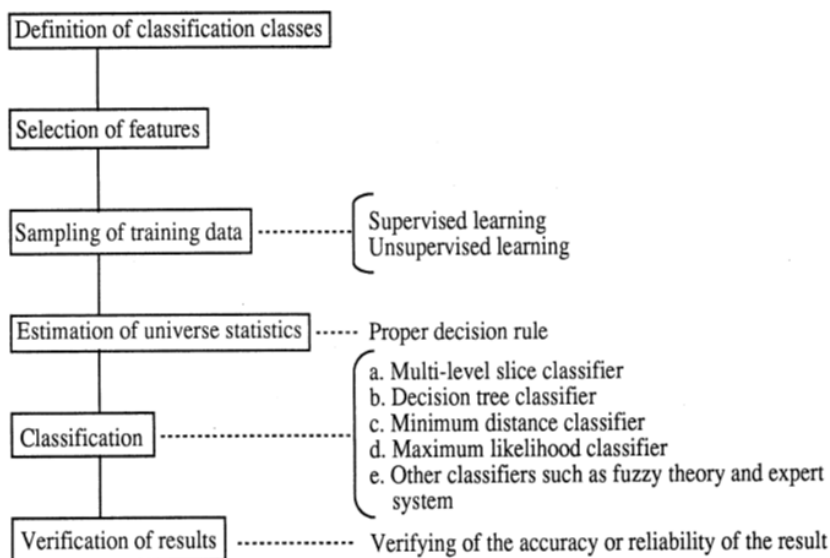 Definition of classification classes
Selection of features
Sampling of training data
Supervised learning
Unsupervised learning
Estimation of universe statistics
Proper decision rule
a. Multi-level slice classifier
b. Decision tree classifier
c. Minimum distance classifier
d. Maximum likelihood classifier
e. Other classifiers such as fuzzy theory and expert
system
Classification
Verification of results
Verifying of the accuracy or reliability of the result